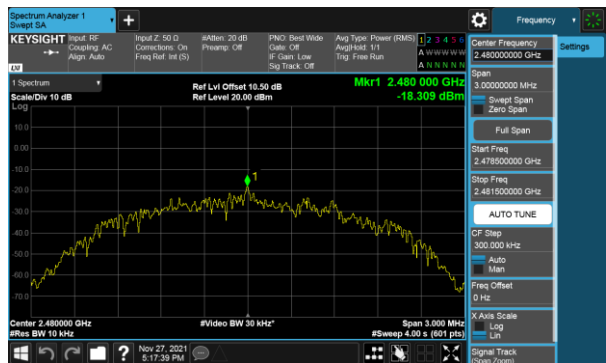 Spectrum Analyzer 1
Swept SA
Frequency
KEYSIGHT
Input: RF
Coupling: AC
Align: Auto
Input Z: 50 Ω
Corrections: On
Freq Ref: Int (S)
#Atten: 20 dB
Preamp: Off
PNO: Best Wide
Gate: Off
IF Gain: Low
Sig Track: Off
Avg Type: Power (RMS)
Avg|Hold: 1/1
Trig: Free Run
1 2 3 4 5 6
A W W W W W
A N N N N N
LXI
1 Spectrum
Scale/Div 10 dB
Ref Lvl Offset 10.50 dB
Ref Level 20.00 dBm
Mkr1 2.480 000 GHz
-18.309 dBm
Log
10.0
0.00
-10.0
-20.0
-30.0
-40.0
-50.0
-60.0
-70.0
1
Center 2.480000 GHz
#Res BW 10 kHz
#Video BW 30 kHz*
Span 3.000 MHz
#Sweep 4.00 s (601 pts)
Nov 27, 2021
5:17:39 PM
Center Frequency
2.480000000 GHz
Settings
Span
3.00000000 MHz
Swept Span
Zero Span
Full Span
Start Freq
2.478500000 GHz
Stop Freq
2.481500000 GHz
AUTO TUNE
CF Step
300.000 kHz
Auto
Man
Freq Offset
0 Hz
X Axis Scale
Log
Lin
Signal Track
(Span Zoom)